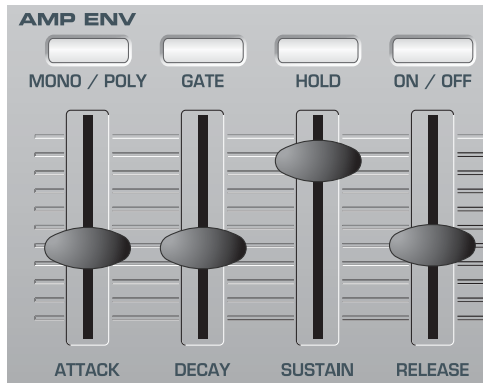 AMP ENV
MONO / POLY GATE HOLD ON / OFF
ATTACK DECAY SUSTAIN RELEASE